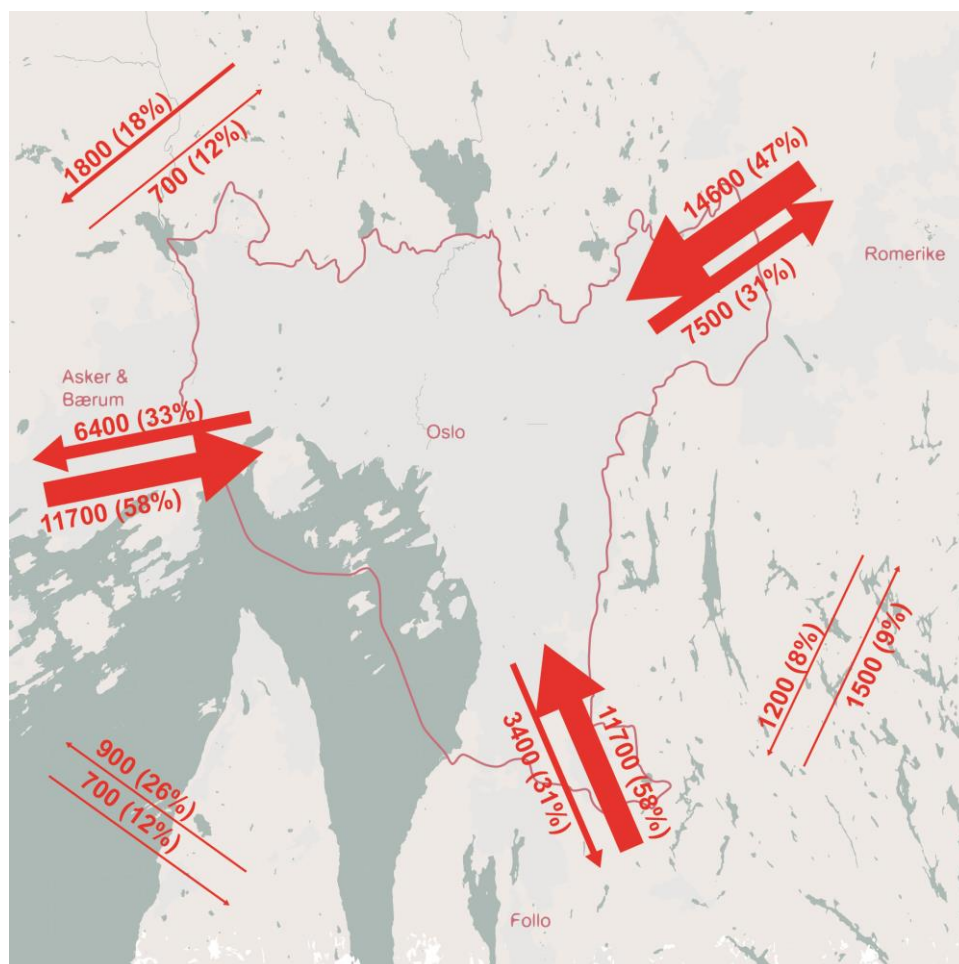 1800 (18%)
700 (12%)
14600 (47%)
7500 (31%)
Romerike
Asker &
Bærum
6400 (33%)
11700 (58%)
Oslo
1200 (8%)
1500 (9%)
3400 (31%)
11700 (58%)
900 (26%)
700 (12%)
Follo